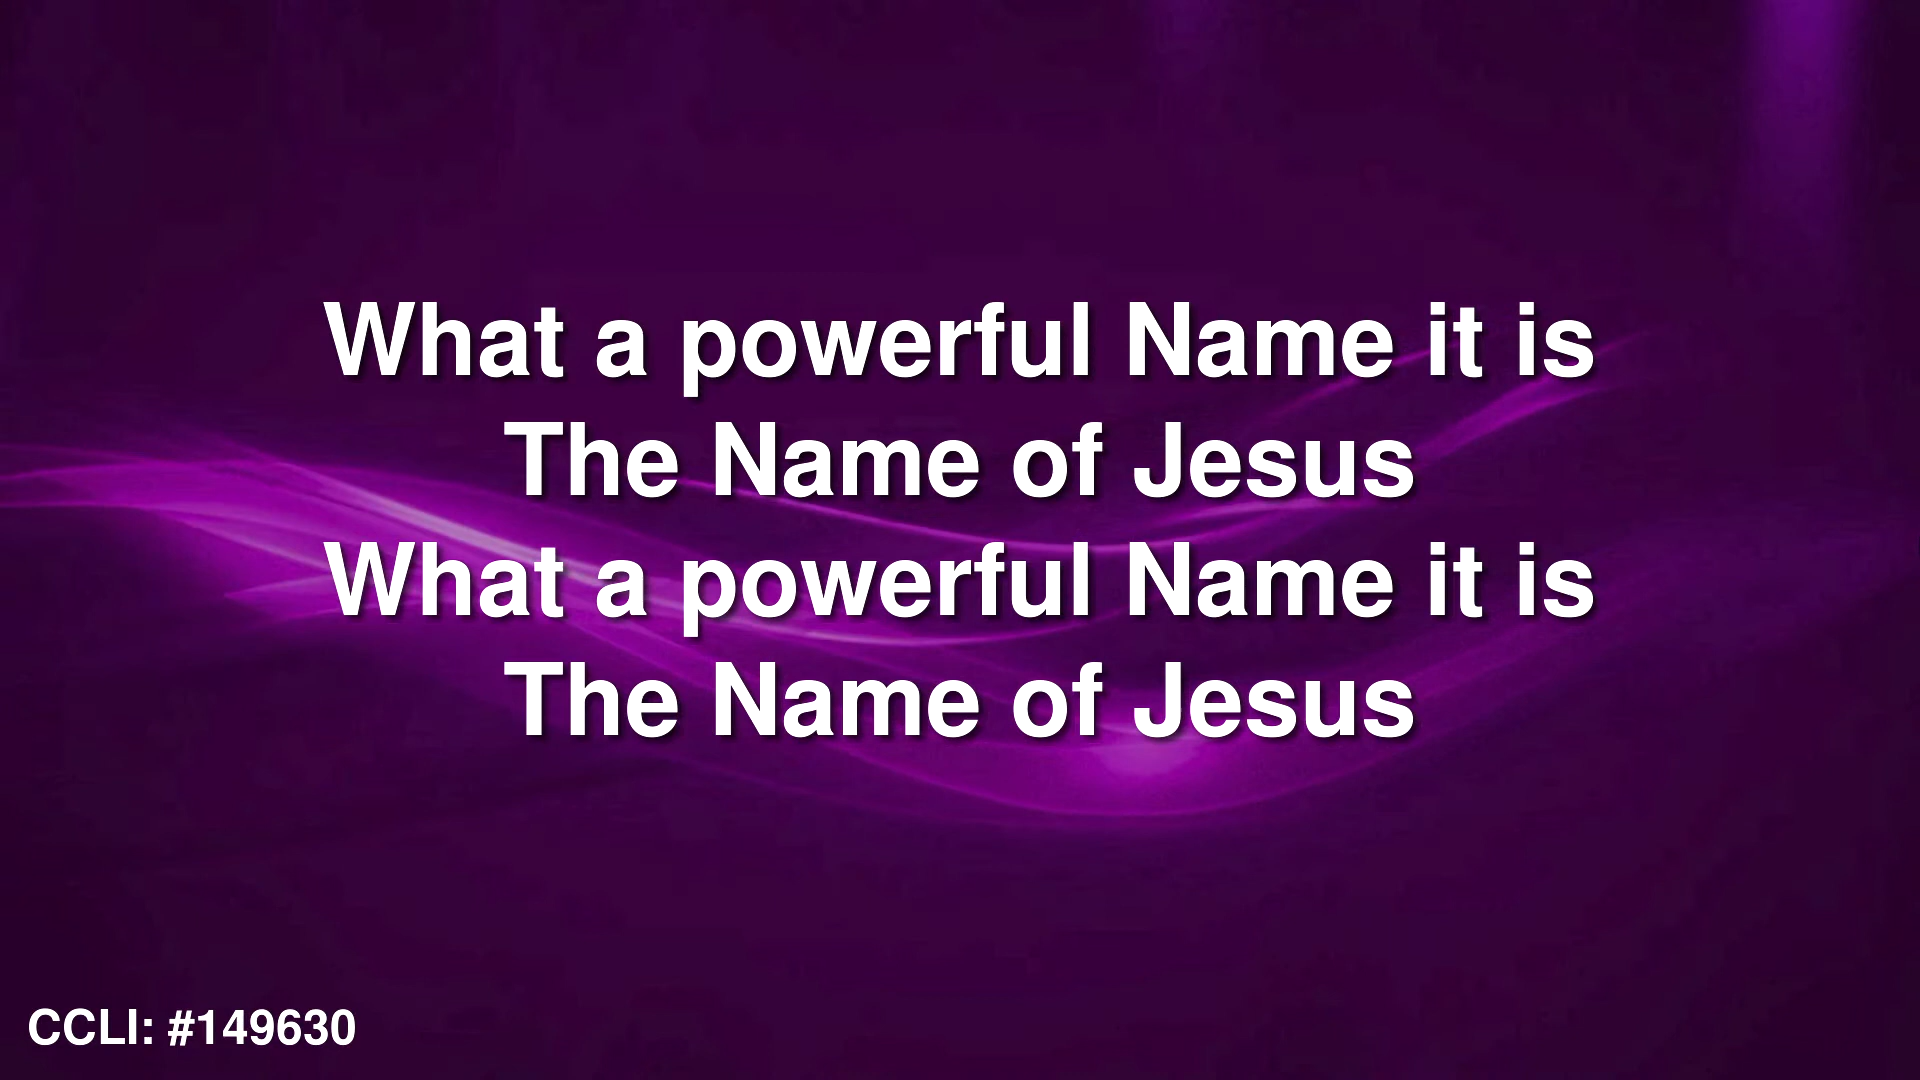 What a powerful Name it is
The Name of Jesus
What a powerful Name it is
The Name of Jesus
CCLI: #149630